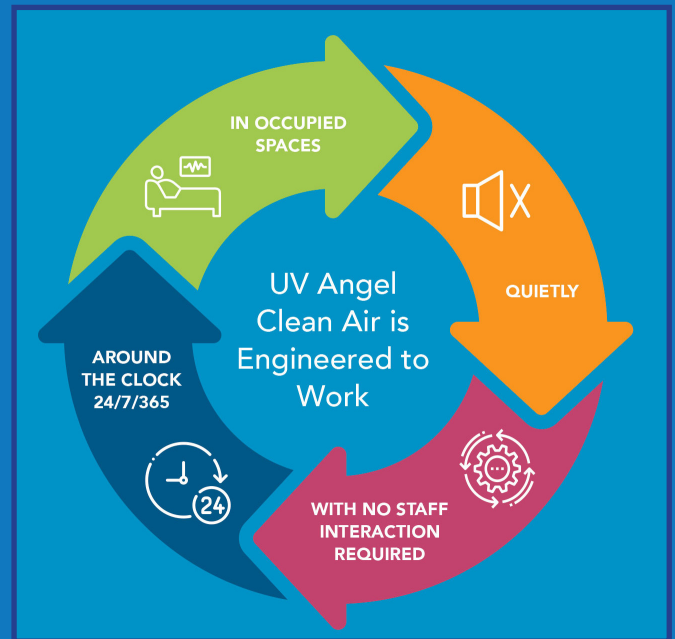 UV Angel
Clean Air is
Engineered to
Work
IN OCCUPIED
SPACES
QUIETLY
WITH NO STAFF
INTERACTION
REQUIRED
24
AROUND
THE CLOCK
24/7/365